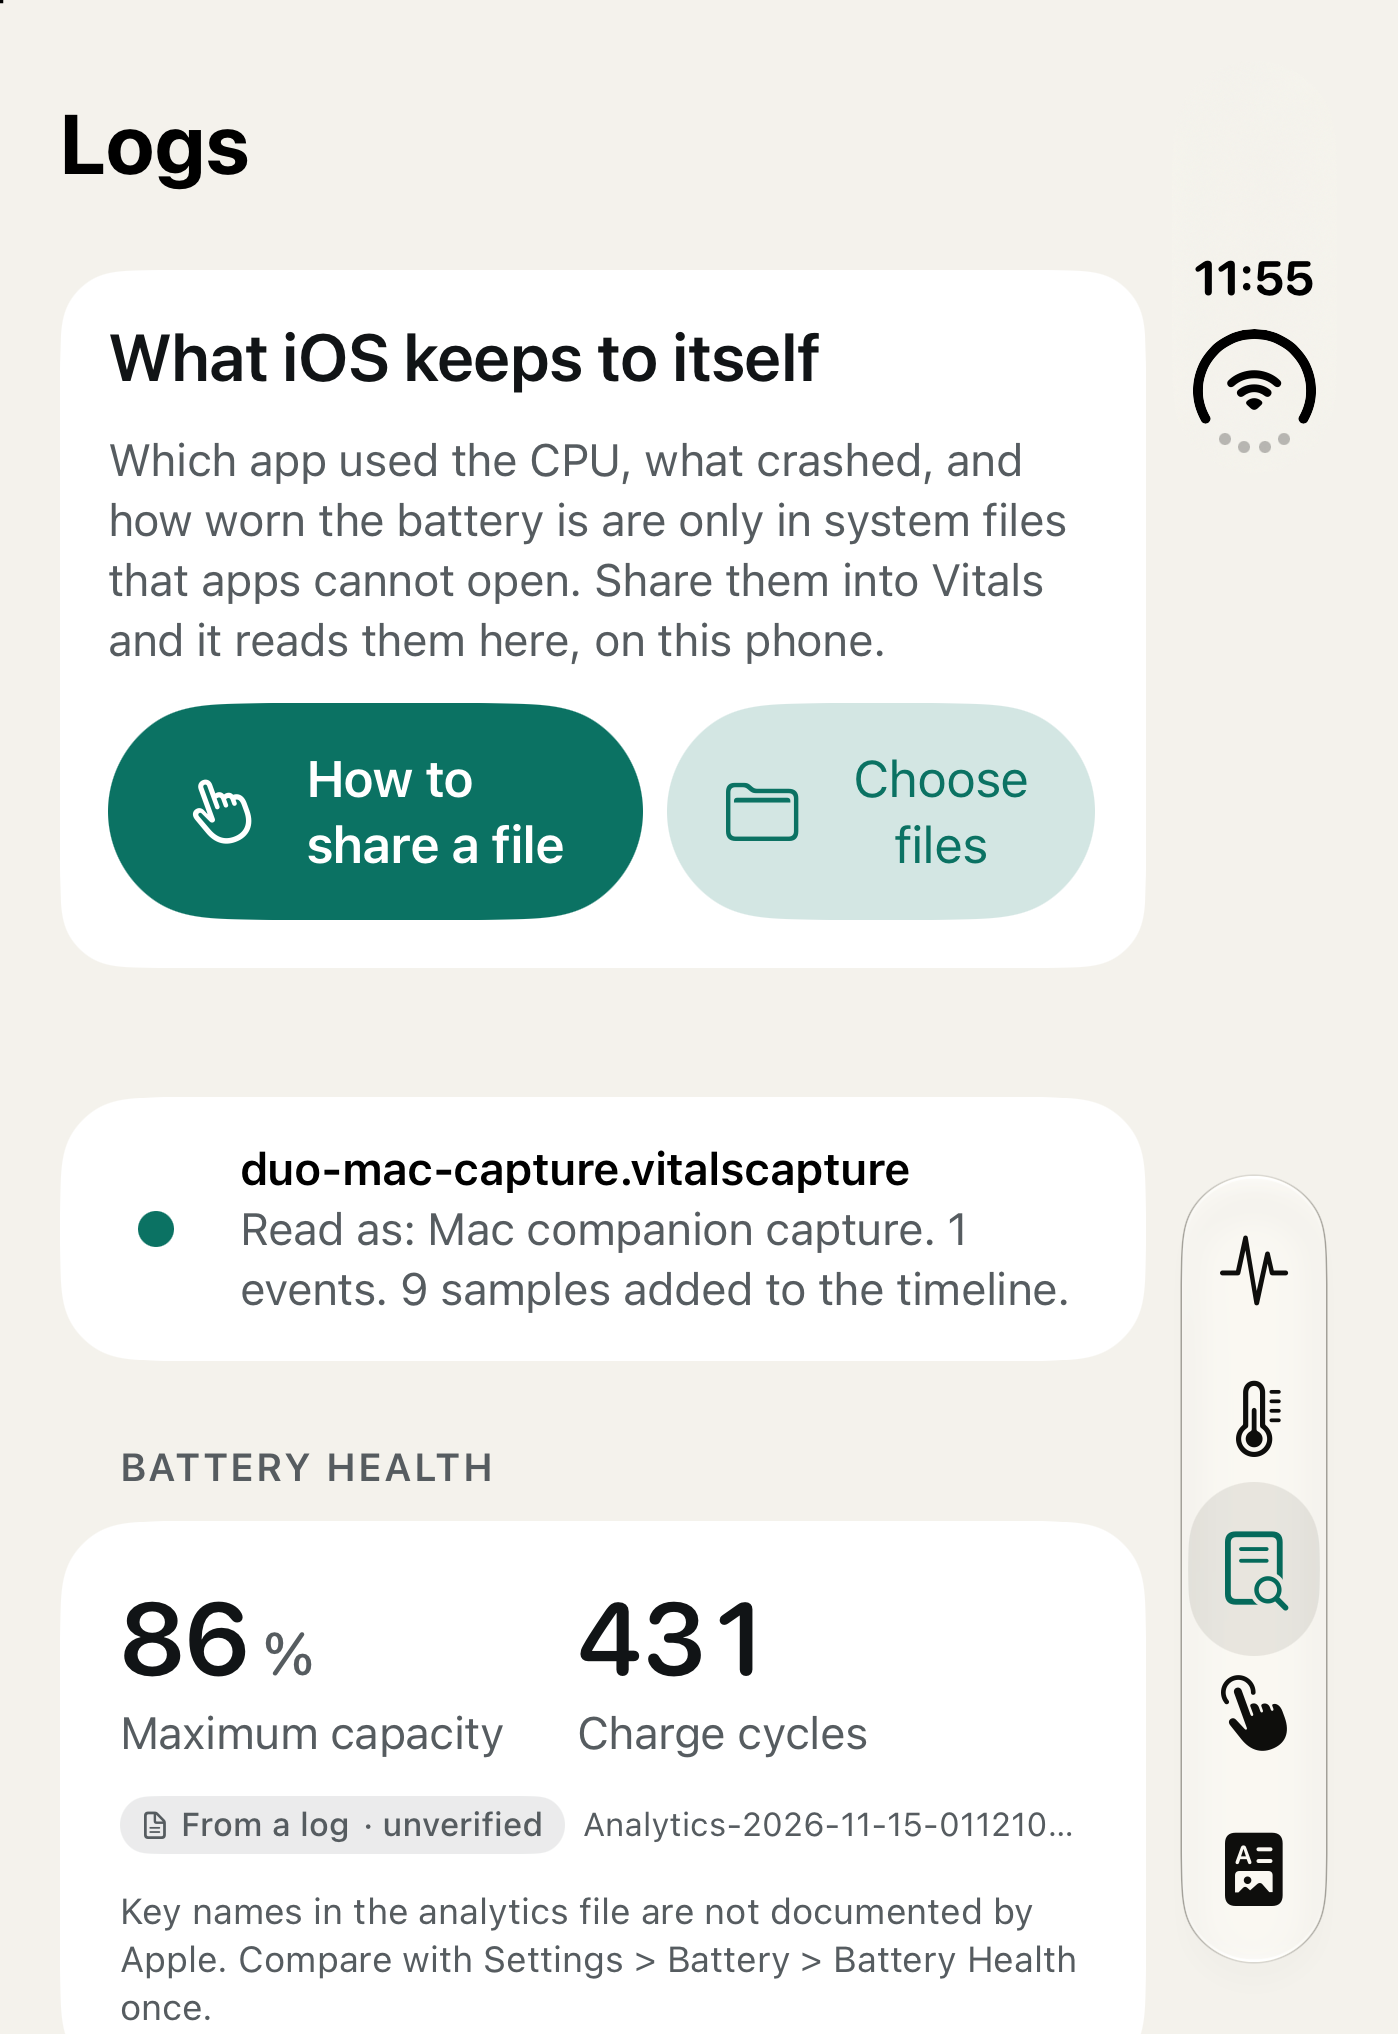 Logs
11:55
What iOS keeps to itself
Which app used the CPU, what crashed, and
how worn the battery is are only in system files
that apps cannot open. Share them into Vitals
and it reads them here, on this phone.
How to
share a file
Choose
files
duo-mac-capture.vitalscapture
Read as: Mac companion capture. 1
events. 9 samples added to the timeline.
BATTERY HEALTH
86 %
Maximum capacity
431
Charge cycles
From a log · unverified
Analytics-2026-11-15-011210...
Key names in the analytics file are not documented by
Apple. Compare with Settings > Battery > Battery Health
once.